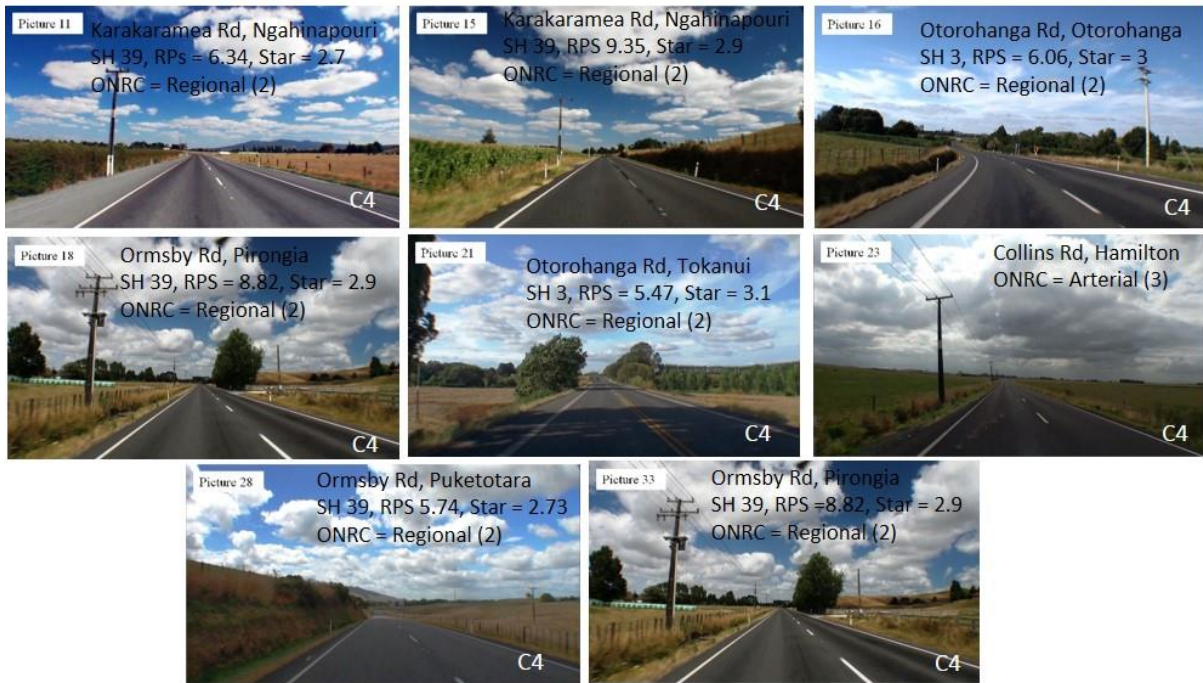 Picture 11
Karakaramea Rd, Ngahinapouri
SH 39, RPs = 6.34, Star = 2.7
ONRC = Regional (2)
C4
Picture 15
Karakaramea Rd, Ngahinapouri
SH 39, RPS 9.35, Star = 2.9
ONRC = Regional (2)
C4
Picture 16
Otorohanga Rd, Otorohanga
SH 3, RPS = 6.06, Star = 3
ONRC = Regional (2)
C4
Picture 18
Ormsby Rd, Pirongia
SH 39, RPS = 8.82, Star = 2.9
ONRC = Regional (2)
C4
Picture 21
Otorohanga Rd, Tokanui
SH 3, RPS = 5.47, Star = 3.1
ONRC = Regional (2)
C4
Picture 23
Collins Rd, Hamilton
ONRC = Arterial (3)
C4
Picture 28
Ormsby Rd, Puketotara
SH 39, RPS 5.74, Star = 2.73
ONRC = Regional (2)
C4
Picture 33
Ormsby Rd, Pirongia
SH 39, RPS =8.82, Star = 2.9
ONRC = Regional (2)
C4